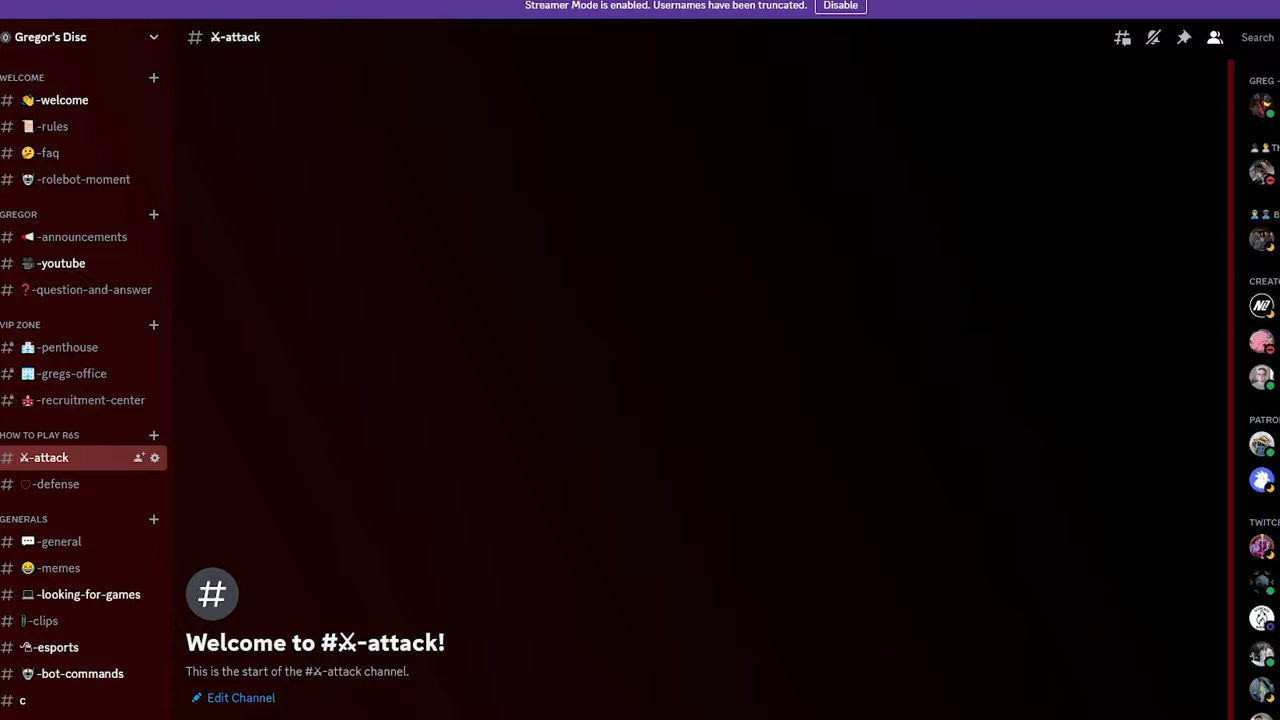 Streamer Mode is enabled. Usernames have been truncated. Disable
Gregor's Disc
⚔-attack
Search
WELCOME
👋-welcome
📜-rules
🤔-faq
-rolebot-moment
GREGOR
📢-announcements
🎥-youtube
❓-question-and-answer
VIP ZONE
-penthouse
🏢-gregs-office
-recruitment-center
HOW TO PLAY R6S
⚔-attack
🛡-defense
GENERALS
💬-general
😂-memes
💻-looking-for-games
-clips
🖱-esports
-bot-commands
c
Welcome to #⚔-attack!
This is the start of the #⚔-attack channel.
Edit Channel
GREG -